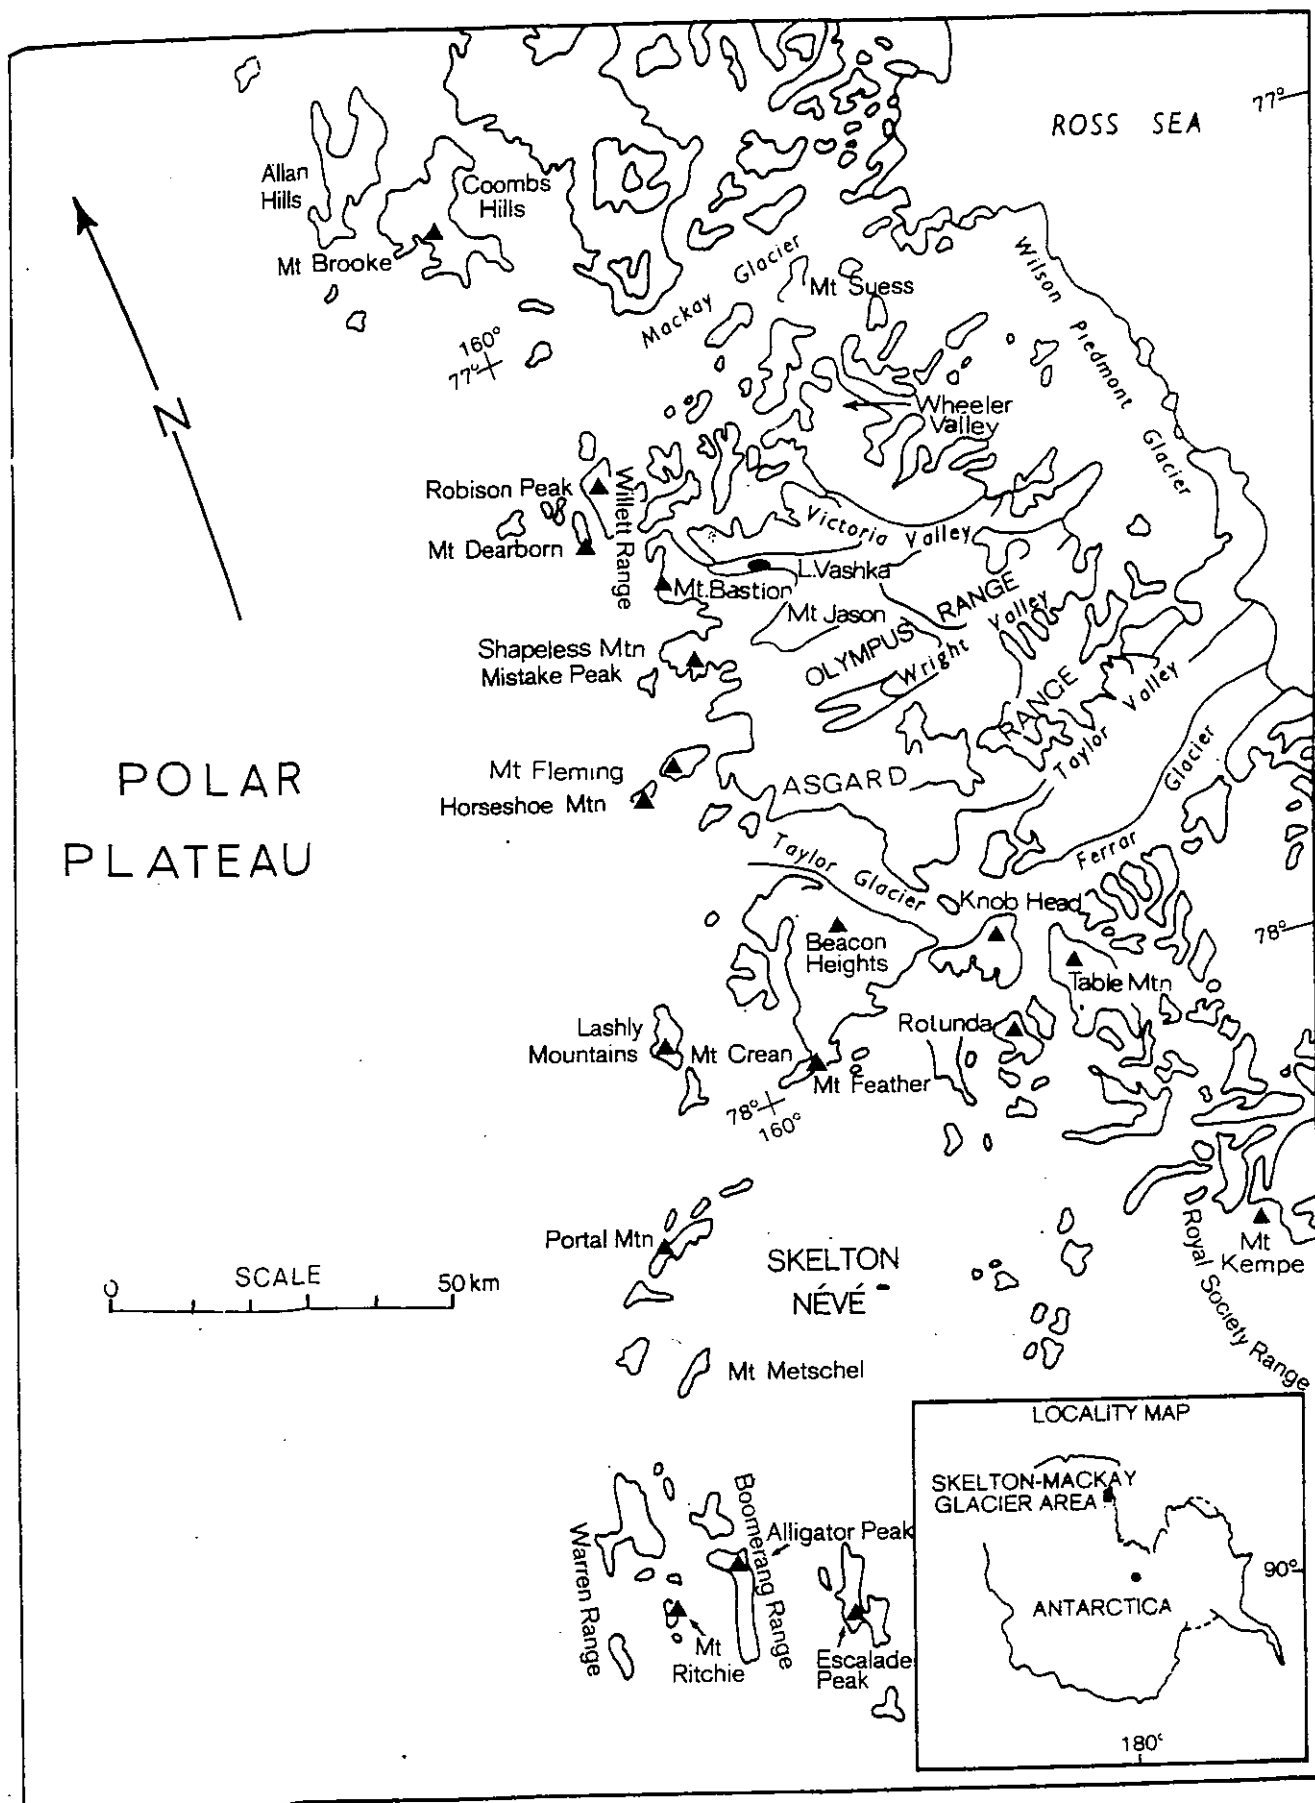 77°
ROSS SEA
Allan
Hills
Coombs
Hills
Mt Brooke
Mackay Glacier
Mt Suess
Wilson Piedmont Glacier
160°
77°
N
Wheeler
Valley
Robison Peak
Willett Range
Victoria Valley
Mt Dearborn
L.Vashka
Mt.Bastion
Mt Jason
OLYMPUS RANGE
Wright Valley
Shapeless Mtn
Mistake Peak
POLAR
PLATEAU
Mt Fleming
Horseshoe Mtn
ASGARD RANGE
Taylor Valley
Ferrar Glacier
Taylor Glacier
Knob Head
78°
Beacon
Heights
Table Mtn
Lashly
Mountains
Mt Crean
Rotunda
Mt Feather
78°
160°
Portal Mtn
SKELTON
NÉVÉ
Royal Society Range
Mt
Kempe
0 SCALE 50 km
Mt Metschel
Warren Range
Boomerang Range
Alligator Peak
Mt
Ritchie
Escalade
Peak
LOCALITY MAP
SKELTON-MACKAY
GLACIER AREA
90°
ANTARCTICA
180°